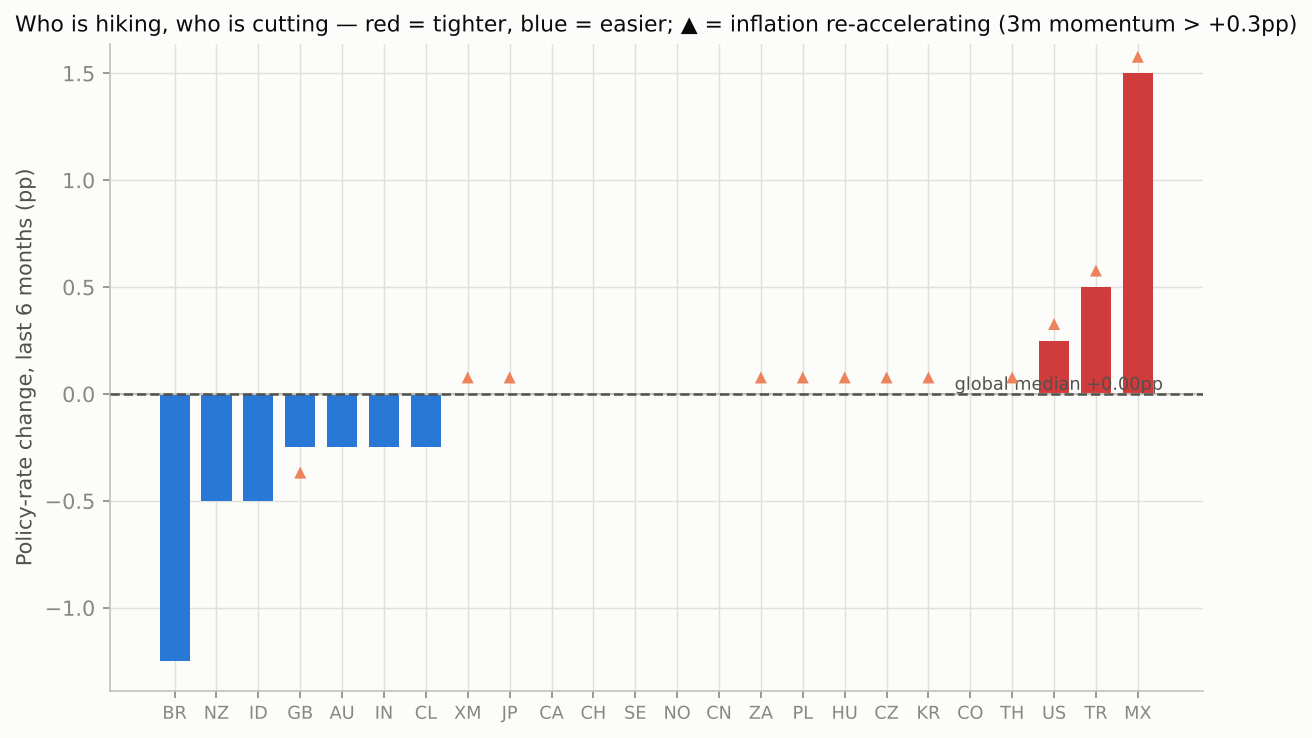 Who is hiking, who is cutting — red = tighter, blue = easier; ▲ = inflation re-accelerating (3m momentum > +0.3pp)
Policy-rate change, last 6 months (pp)
1.5
1.0
0.5
0.0
−0.5
−1.0
global median +0.00pp
BR NZ ID GB AU IN CL XM JP CA CH SE NO CN ZA PL HU CZ KR CO TH US TR MX